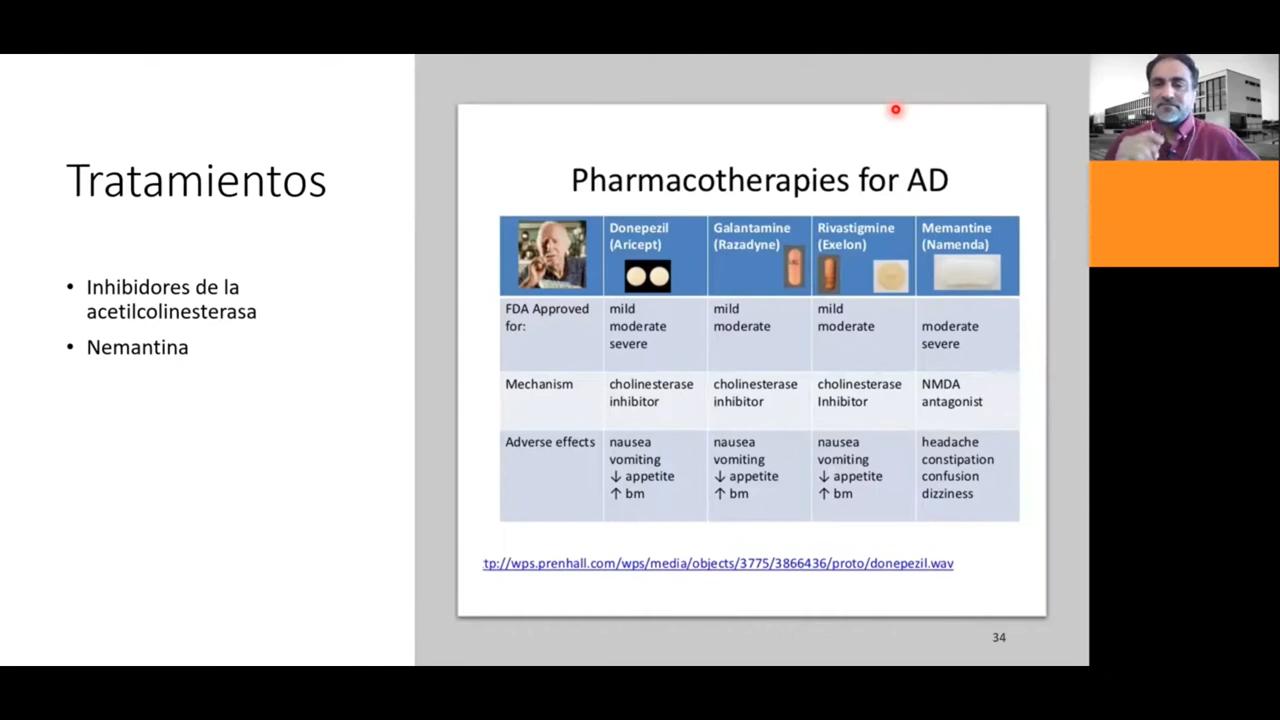 Tratamientos
• Inhibidores de la
acetilcolinesterasa
• Nemantina
Pharmacotherapies for AD
Donepezil
(Aricept)
Galantamine
(Razadyne)
Rivastigmine
(Exelon)
Memantine
(Namenda)
FDA Approved
for:
mild
moderate
severe
mild
moderate
mild
moderate
moderate
severe
Mechanism
cholinesterase
inhibitor
cholinesterase
inhibitor
cholinesterase
Inhibitor
NMDA
antagonist
Adverse effects
nausea
vomiting
↓ appetite
↑ bm
nausea
vomiting
↓ appetite
↑ bm
nausea
vomiting
↓ appetite
↑ bm
headache
constipation
confusion
dizziness
tp://wps.prenhall.com/wps/media/objects/3775/3866436/proto/donepezil.wav
34